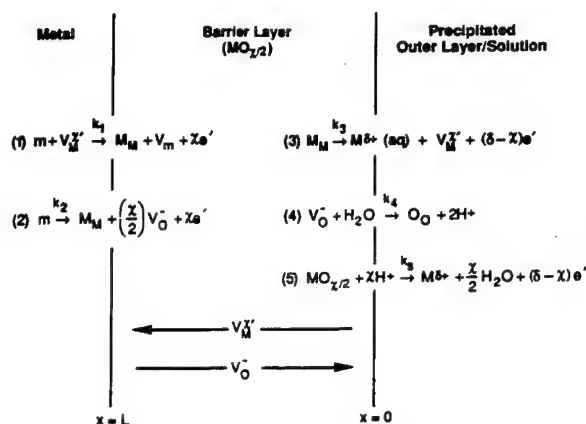 Metal
Barrier Layer
(MOχ/2)
Precipitated
Outer Layer/Solution
(1) m + V_M^χ′ →k1 M_M + V_m + χe′
(2) m →k2 M_M + (χ/2) V_O^- + χe′
(3) M_M →k3 M^δ+ (aq) + V_M^χ′ + (δ−χ)e′
(4) V_O^- + H2O →k4 O_O + 2H+
(5) MOχ/2 + χH+ →k5 M^δ+ + χ/2 H2O + (δ−χ) e′
V_M^χ′
V_O^-
x = L
x = 0